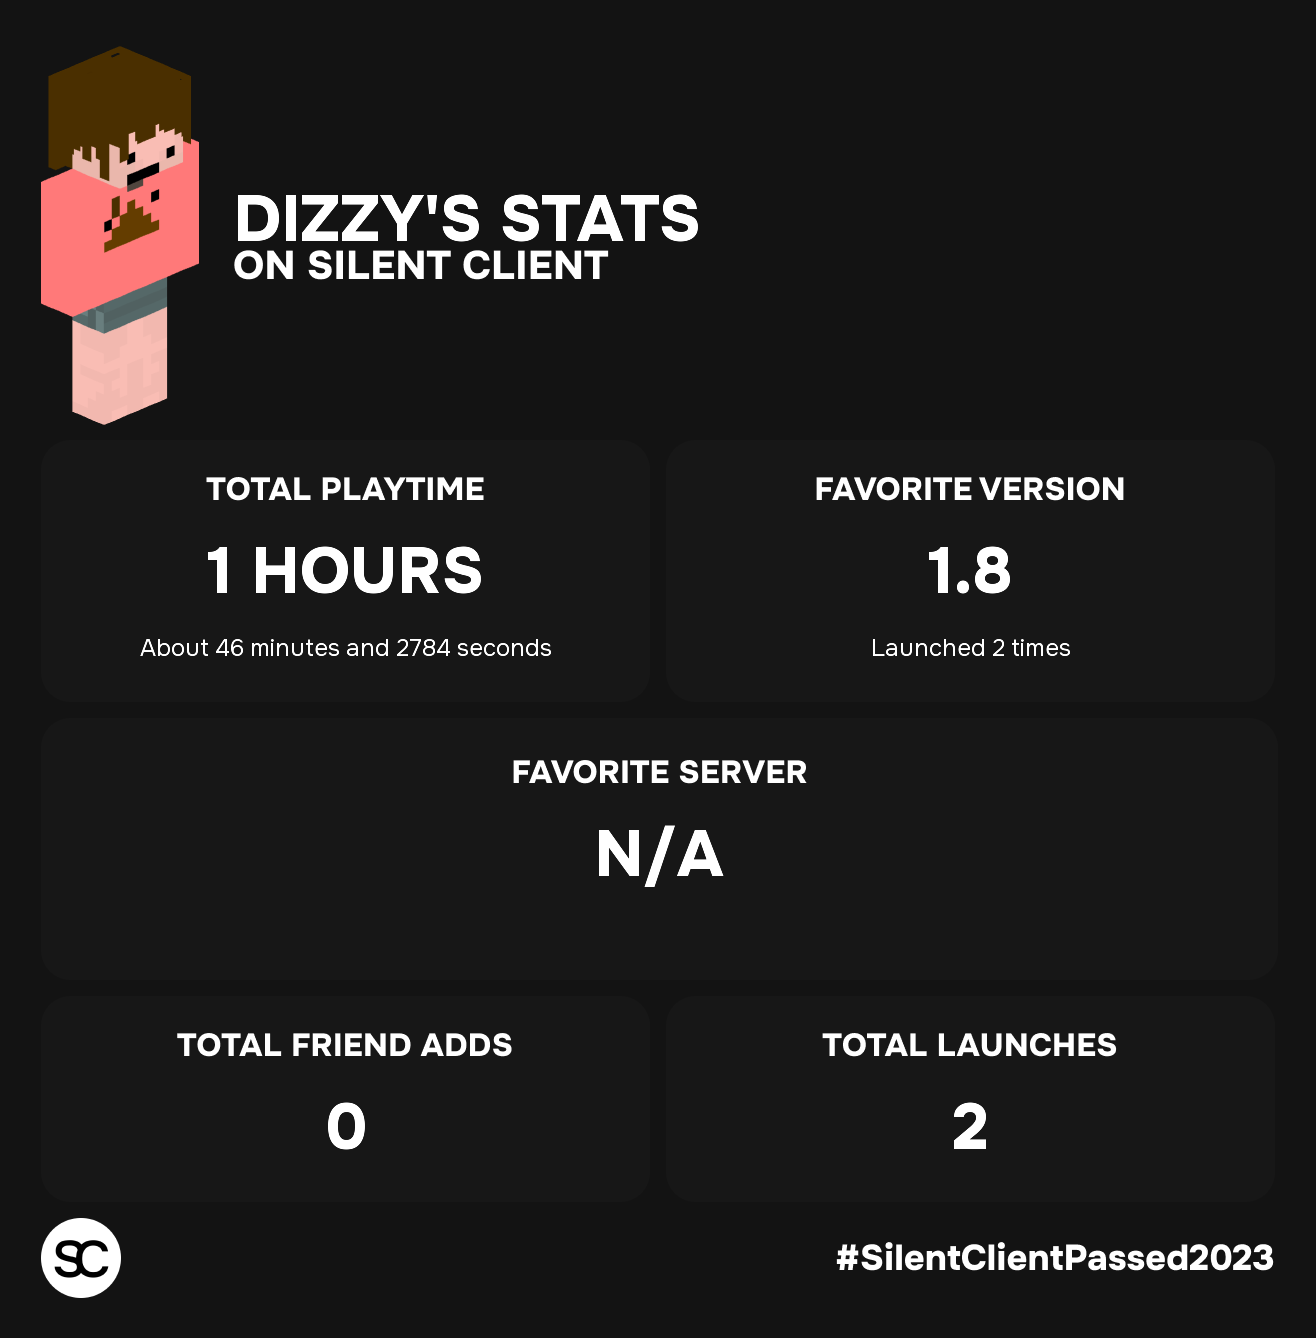 DIZZY'S STATS
ON SILENT CLIENT
TOTAL PLAYTIME
1 HOURS
About 46 minutes and 2784 seconds
FAVORITE VERSION
1.8
Launched 2 times
FAVORITE SERVER
N/A
TOTAL FRIEND ADDS
0
TOTAL LAUNCHES
2
SC
#SilentClientPassed2023